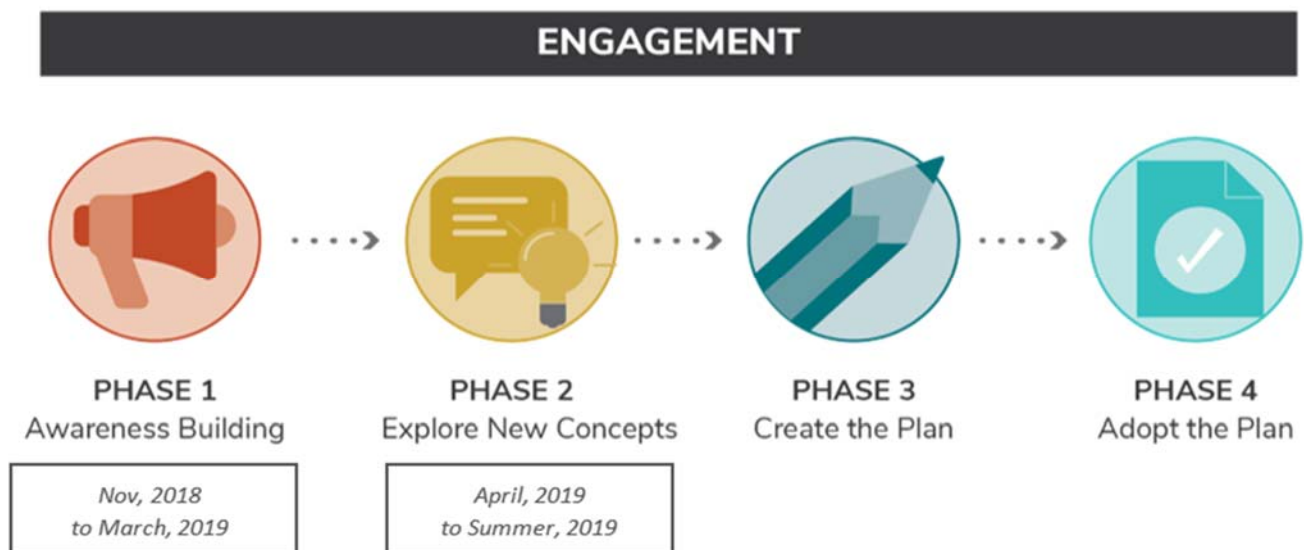 ENGAGEMENT
PHASE 1
Awareness Building
Nov, 2018
to March, 2019
PHASE 2
Explore New Concepts
April, 2019
to Summer, 2019
PHASE 3
Create the Plan
PHASE 4
Adopt the Plan